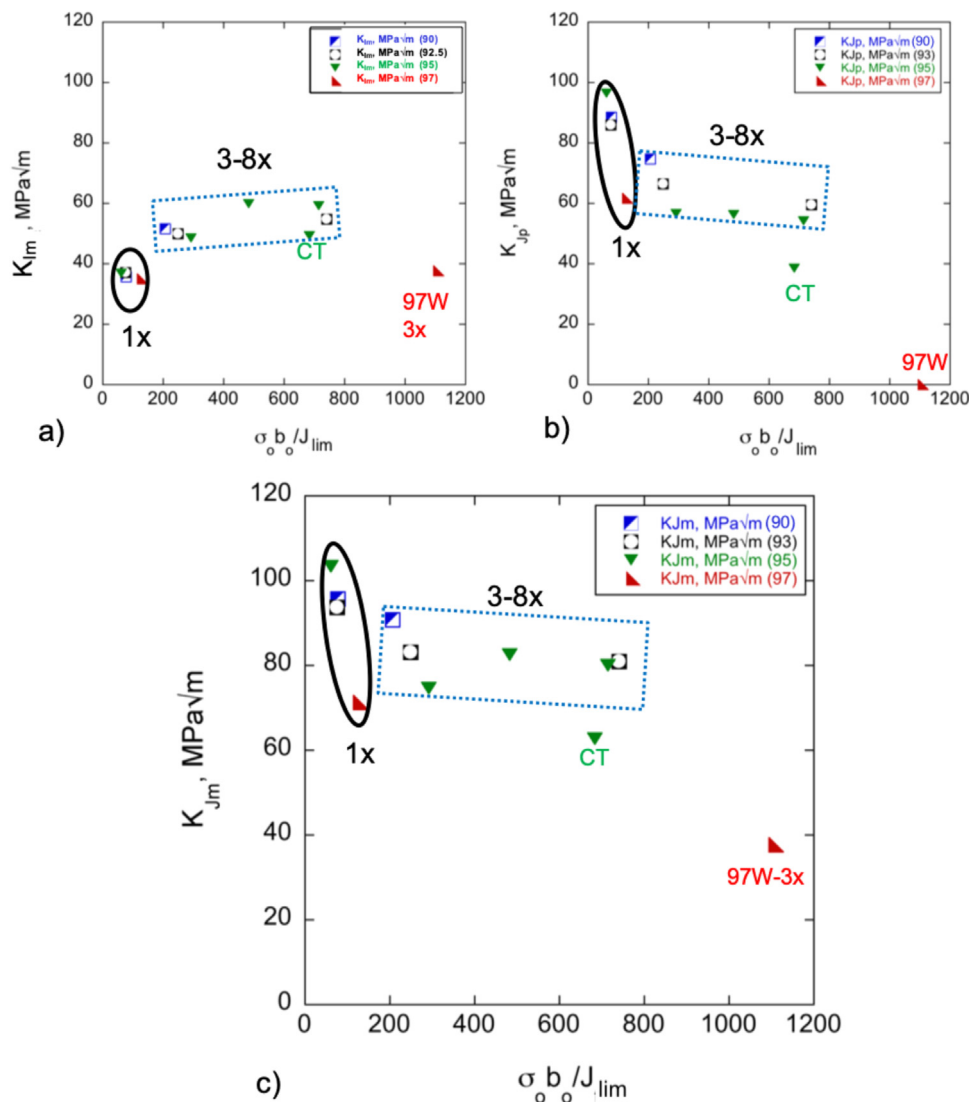 120
100
80
60
40
20
0
K_Im, MPa√m
K_Im, MPa√m (90)
K_Im, MPa√m (92.5)
K_Im, MPa√m (95)
K_Im, MPa√m (97)
3-8x
CT
1x
97W
3x
0 200 400 600 800 1000 1200
a)
σ_o b_o/J_lim
120
100
80
60
40
20
0
K_Jp, MPa√m
KJp, MPa√m (90)
KJp, MPa√m (93)
KJp, MPa√m (95)
KJp, MPa√m (97)
3-8x
1x
CT
97W
0 200 400 600 800 1000 1200
b)
σ_o b_o/J_lim
120
100
80
60
40
20
0
K_Jm, MPa√m
KJm, MPa√m (90)
KJm, MPa√m (93)
KJm, MPa√m (95)
KJm, MPa√m (97)
3-8x
1x
CT
97W-3x
0 200 400 600 800 1000 1200
c)
σ_o b_o/J_lim